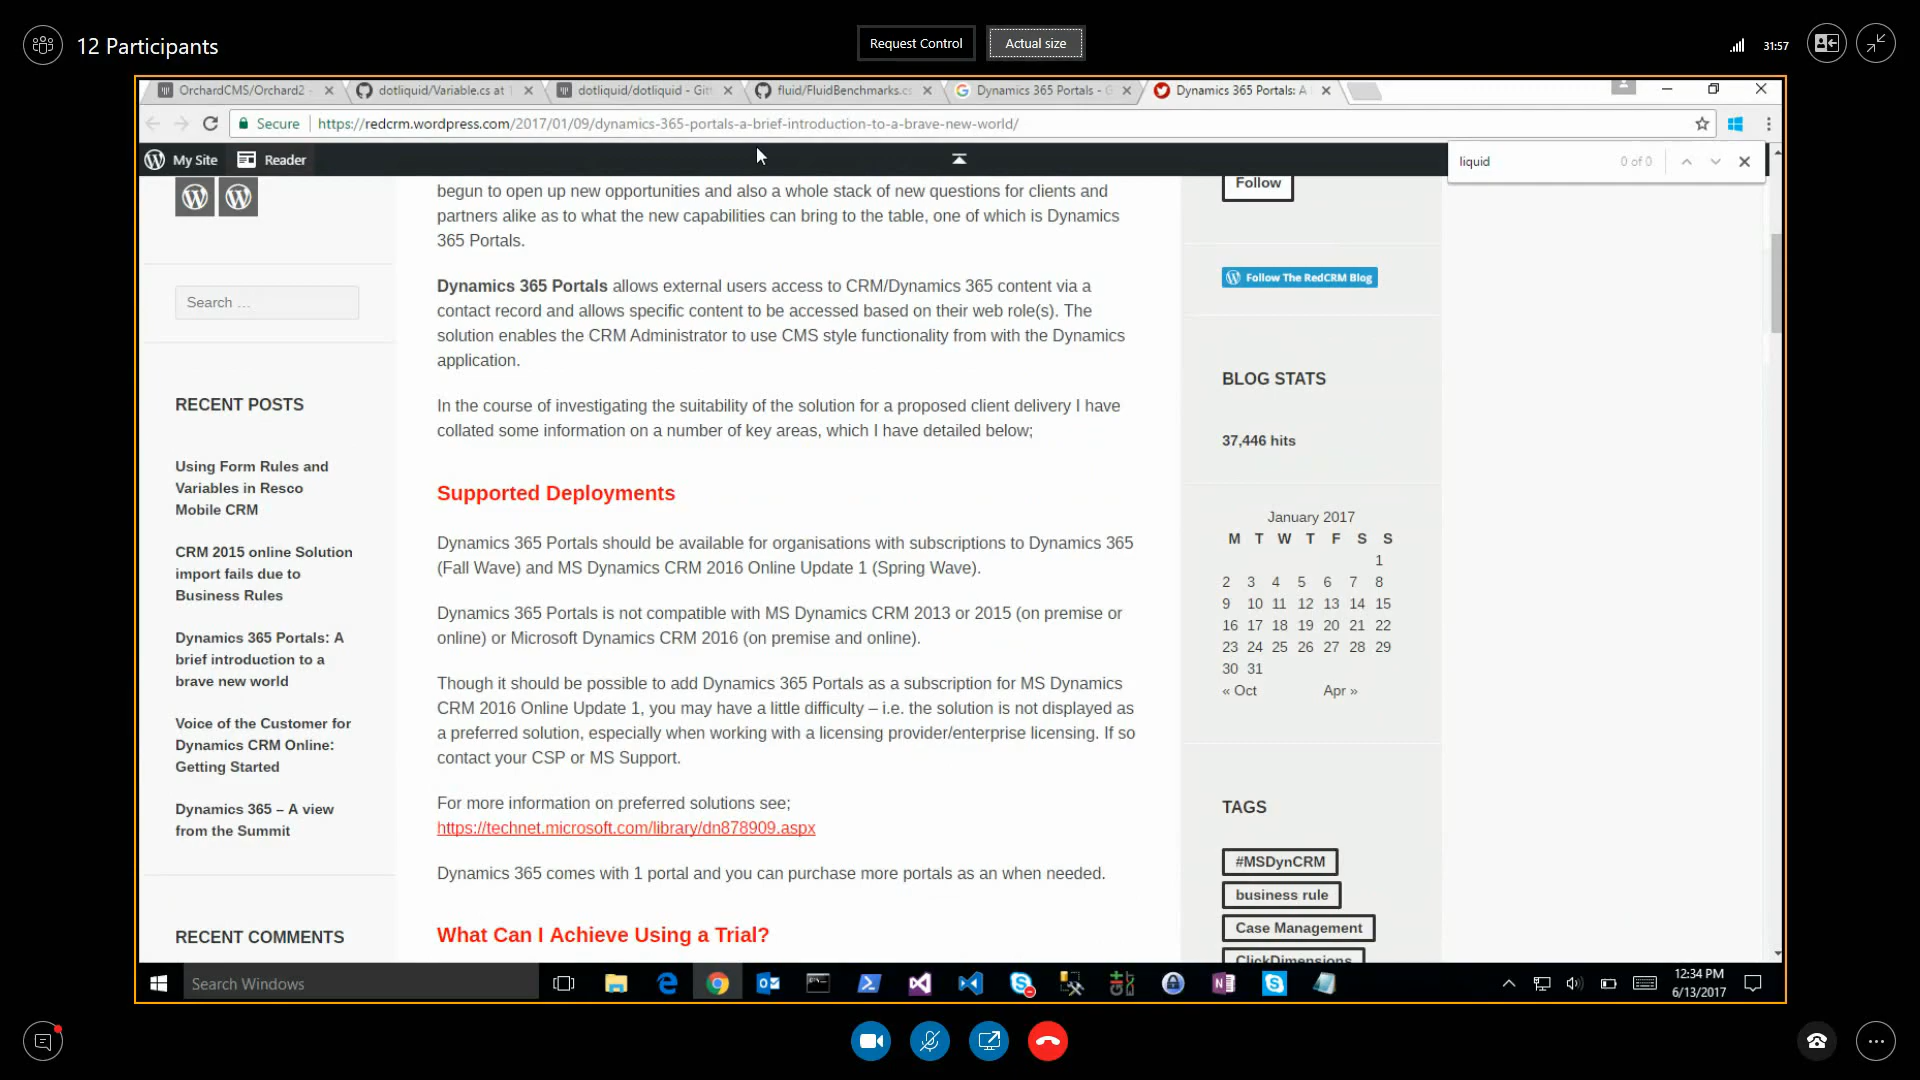 12 Participants
Request Control
Actual size
31:57
OrchardCMS/Orchard2 -
dotliquid/Variable.cs at
dotliquid/dotliquid - Gitt
fluid/FluidBenchmarks.cs
Dynamics 365 Portals - G
Dynamics 365 Portals: A
Secure
https://redcrm.wordpress.com/2017/01/09/dynamics-365-portals-a-brief-introduction-to-a-brave-new-world/
My Site
Reader
liquid
0 of 0
begun to open up new opportunities and also a whole stack of new questions for clients and
partners alike as to what the new capabilities can bring to the table, one of which is Dynamics
365 Portals.
Dynamics 365 Portals allows external users access to CRM/Dynamics 365 content via a
contact record and allows specific content to be accessed based on their web role(s). The
solution enables the CRM Administrator to use CMS style functionality from with the Dynamics
application.
In the course of investigating the suitability of the solution for a proposed client delivery I have
collated some information on a number of key areas, which I have detailed below;
Supported Deployments
Dynamics 365 Portals should be available for organisations with subscriptions to Dynamics 365
(Fall Wave) and MS Dynamics CRM 2016 Online Update 1 (Spring Wave).
Dynamics 365 Portals is not compatible with MS Dynamics CRM 2013 or 2015 (on premise or
online) or Microsoft Dynamics CRM 2016 (on premise and online).
Though it should be possible to add Dynamics 365 Portals as a subscription for MS Dynamics
CRM 2016 Online Update 1, you may have a little difficulty – i.e. the solution is not displayed as
a preferred solution, especially when working with a licensing provider/enterprise licensing. If so
contact your CSP or MS Support.
For more information on preferred solutions see;
https://technet.microsoft.com/library/dn878909.aspx
Dynamics 365 comes with 1 portal and you can purchase more portals as an when needed.
What Can I Achieve Using a Trial?
Search …
RECENT POSTS
Using Form Rules and
Variables in Resco
Mobile CRM
CRM 2015 online Solution
import fails due to
Business Rules
Dynamics 365 Portals: A
brief introduction to a
brave new world
Voice of the Customer for
Dynamics CRM Online:
Getting Started
Dynamics 365 – A view
from the Summit
RECENT COMMENTS
Follow
Follow The RedCRM Blog
BLOG STATS
37,446 hits
January 2017
M T W T F S S
1
2 3 4 5 6 7 8
9 10 11 12 13 14 15
16 17 18 19 20 21 22
23 24 25 26 27 28 29
30 31
« Oct Apr »
TAGS
#MSDynCRM
business rule
Case Management
ClickDimensions
Search Windows
12:34 PM
6/13/2017